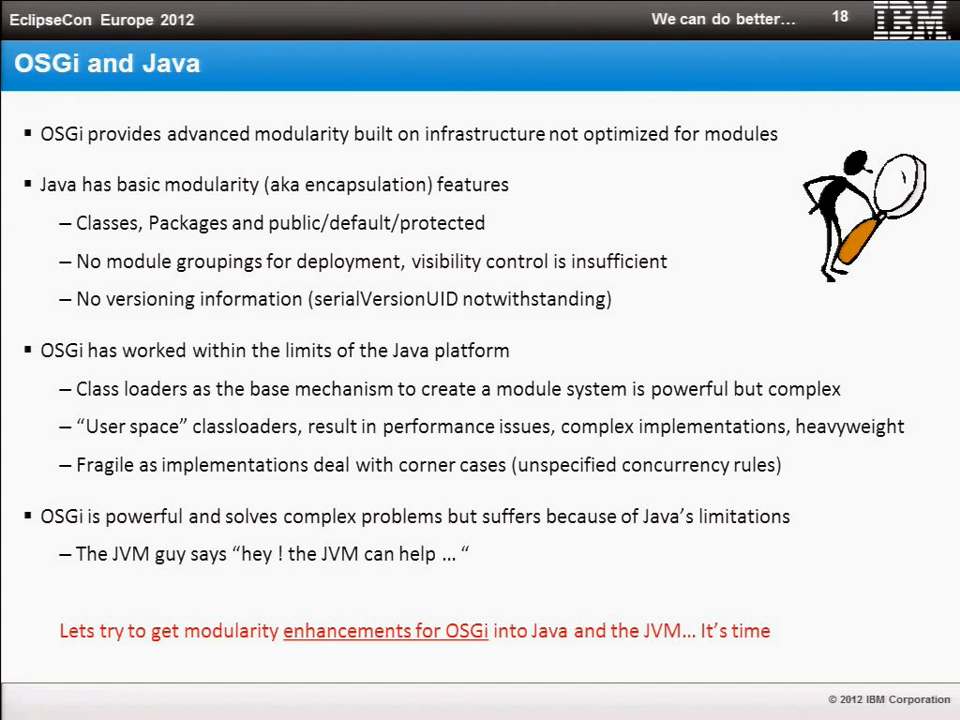 EclipseCon Europe 2012
We can do better…
18
IBM
OSGi and Java
▪ OSGi provides advanced modularity built on infrastructure not optimized for modules
▪ Java has basic modularity (aka encapsulation) features
– Classes, Packages and public/default/protected
– No module groupings for deployment, visibility control is insufficient
– No versioning information (serialVersionUID notwithstanding)
▪ OSGi has worked within the limits of the Java platform
– Class loaders as the base mechanism to create a module system is powerful but complex
– “User space” classloaders, result in performance issues, complex implementations, heavyweight
– Fragile as implementations deal with corner cases (unspecified concurrency rules)
▪ OSGi is powerful and solves complex problems but suffers because of Java’s limitations
– The JVM guy says “hey ! the JVM can help … “
Lets try to get modularity enhancements for OSGi into Java and the JVM… It’s time
© 2012 IBM Corporation